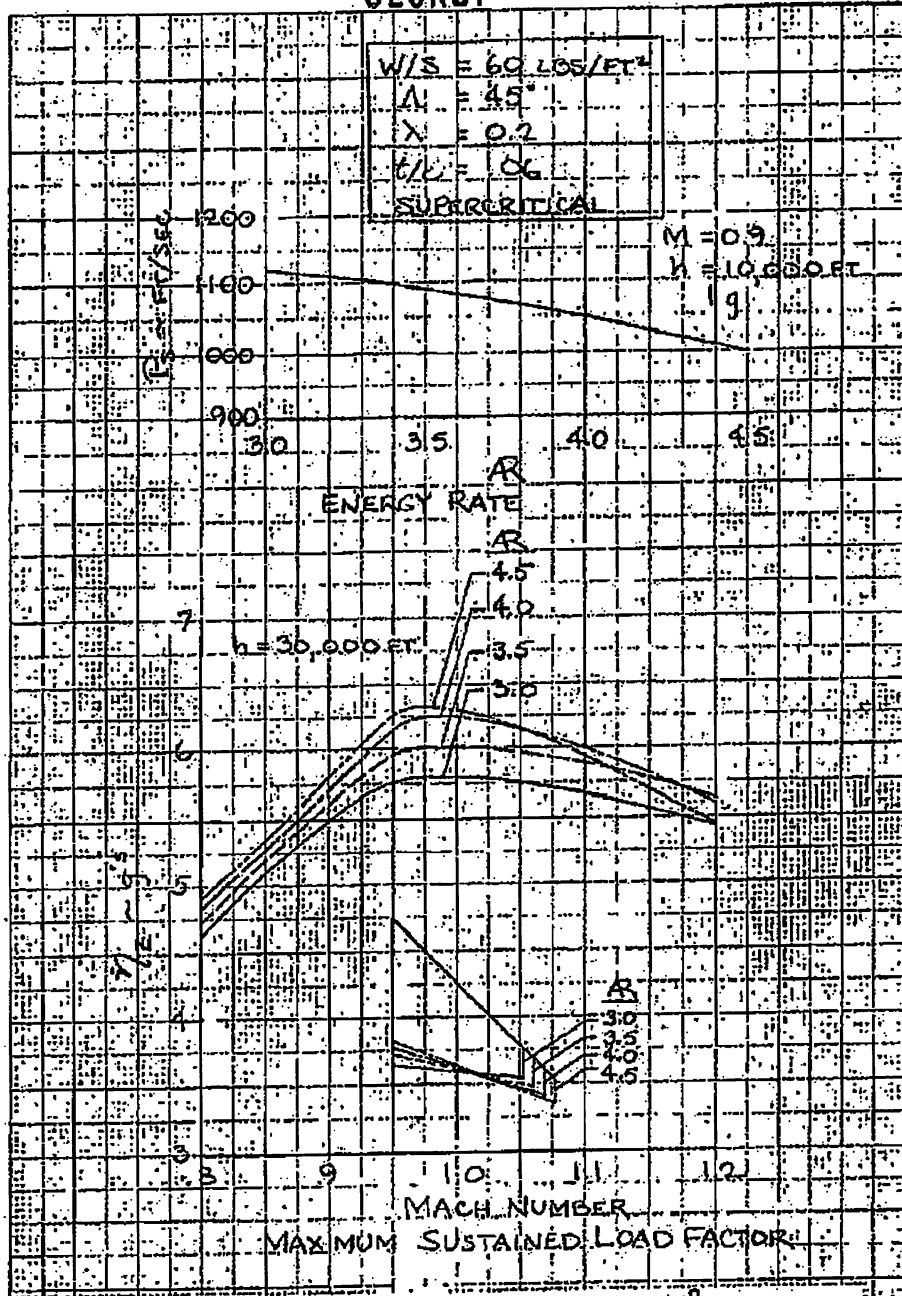 W/S = 60 LBS/FT²
Λ = 45°
λ = 0.2
t/c = .06
SUPERCRITICAL
M = 0.9
h = 10,000 FT
1 g
Ps ~ FT/SEC
1200
1100
1000
900
3.0 3.5 4.0 4.5
AR
ENERGY RATE
AR
4.5
4.0
3.5
3.0
h = 30,000 FT
7
6
5
4
3
g's
AR
3.0
3.5
4.0
4.5
.8 .9 1.0 1.1 1.2
MACH NUMBER
MAXIMUM SUSTAINED LOAD FACTOR